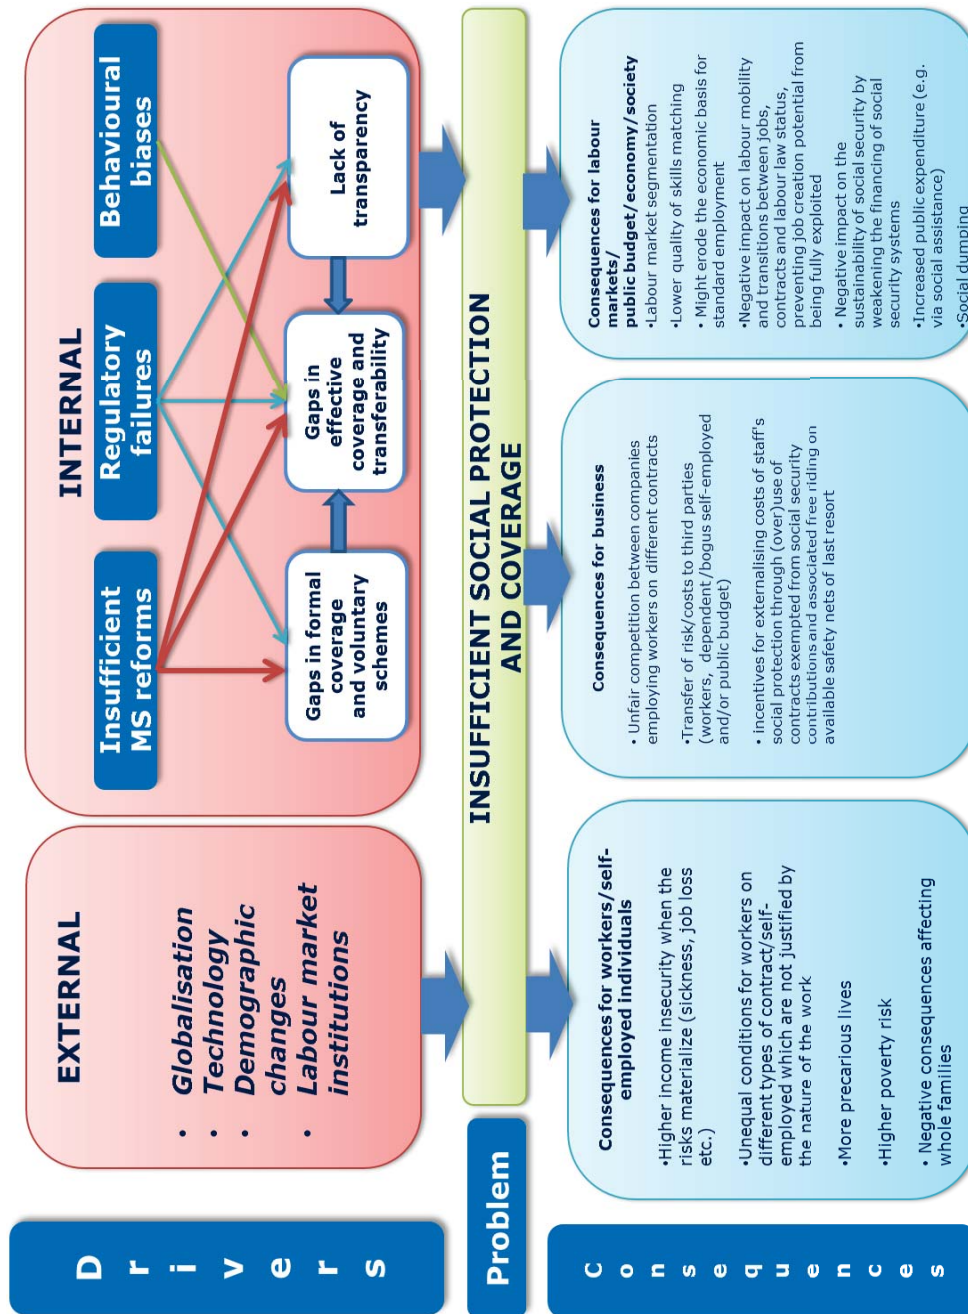 Drivers
EXTERNAL
• Globalisation
• Technology
• Demographic
changes
• Labour market
institutions
INTERNAL
Insufficient
MS reforms
Regulatory
failures
Behavioural
biases
Gaps in formal
coverage
and voluntary
schemes
Gaps in
effective
coverage and
transferability
Lack of
transparency
Problem
INSUFFICIENT SOCIAL PROTECTION
AND COVERAGE
Consequences
Consequences for workers/self-
employed individuals
•Higher income insecurity when the
risks materialize (sickness, job loss
etc.)
•Unequal conditions for workers on
different types of contract/self-
employed which are not justified by
the nature of the work
•More precarious lives
•Higher poverty risk
• Negative consequences affecting
whole families
Consequences for business
• Unfair competition between companies
employing workers on different contracts
•Transfer of risk/costs to third parties
(workers, dependent/bogus self-employed
and/or public budget)
• incentives for externalising costs of staff's
social protection through (over)use of
contracts exempted from social security
contributions and associated free riding on
available safety nets of last resort
Consequences for labour
markets/
public budget/economy/society
•Labour market segmentation
•Lower quality of skills matching
• Might erode the economic basis for
standard employment
•Negative impact on labour mobility
and transitions between jobs,
contracts and labour law status,
preventing job creation potential from
being fully exploited
• Negative impact on the
sustainability of social security by
weakening the financing of social
security systems
•Increased public expenditure (e.g.
via social assistance)
•Social dumping